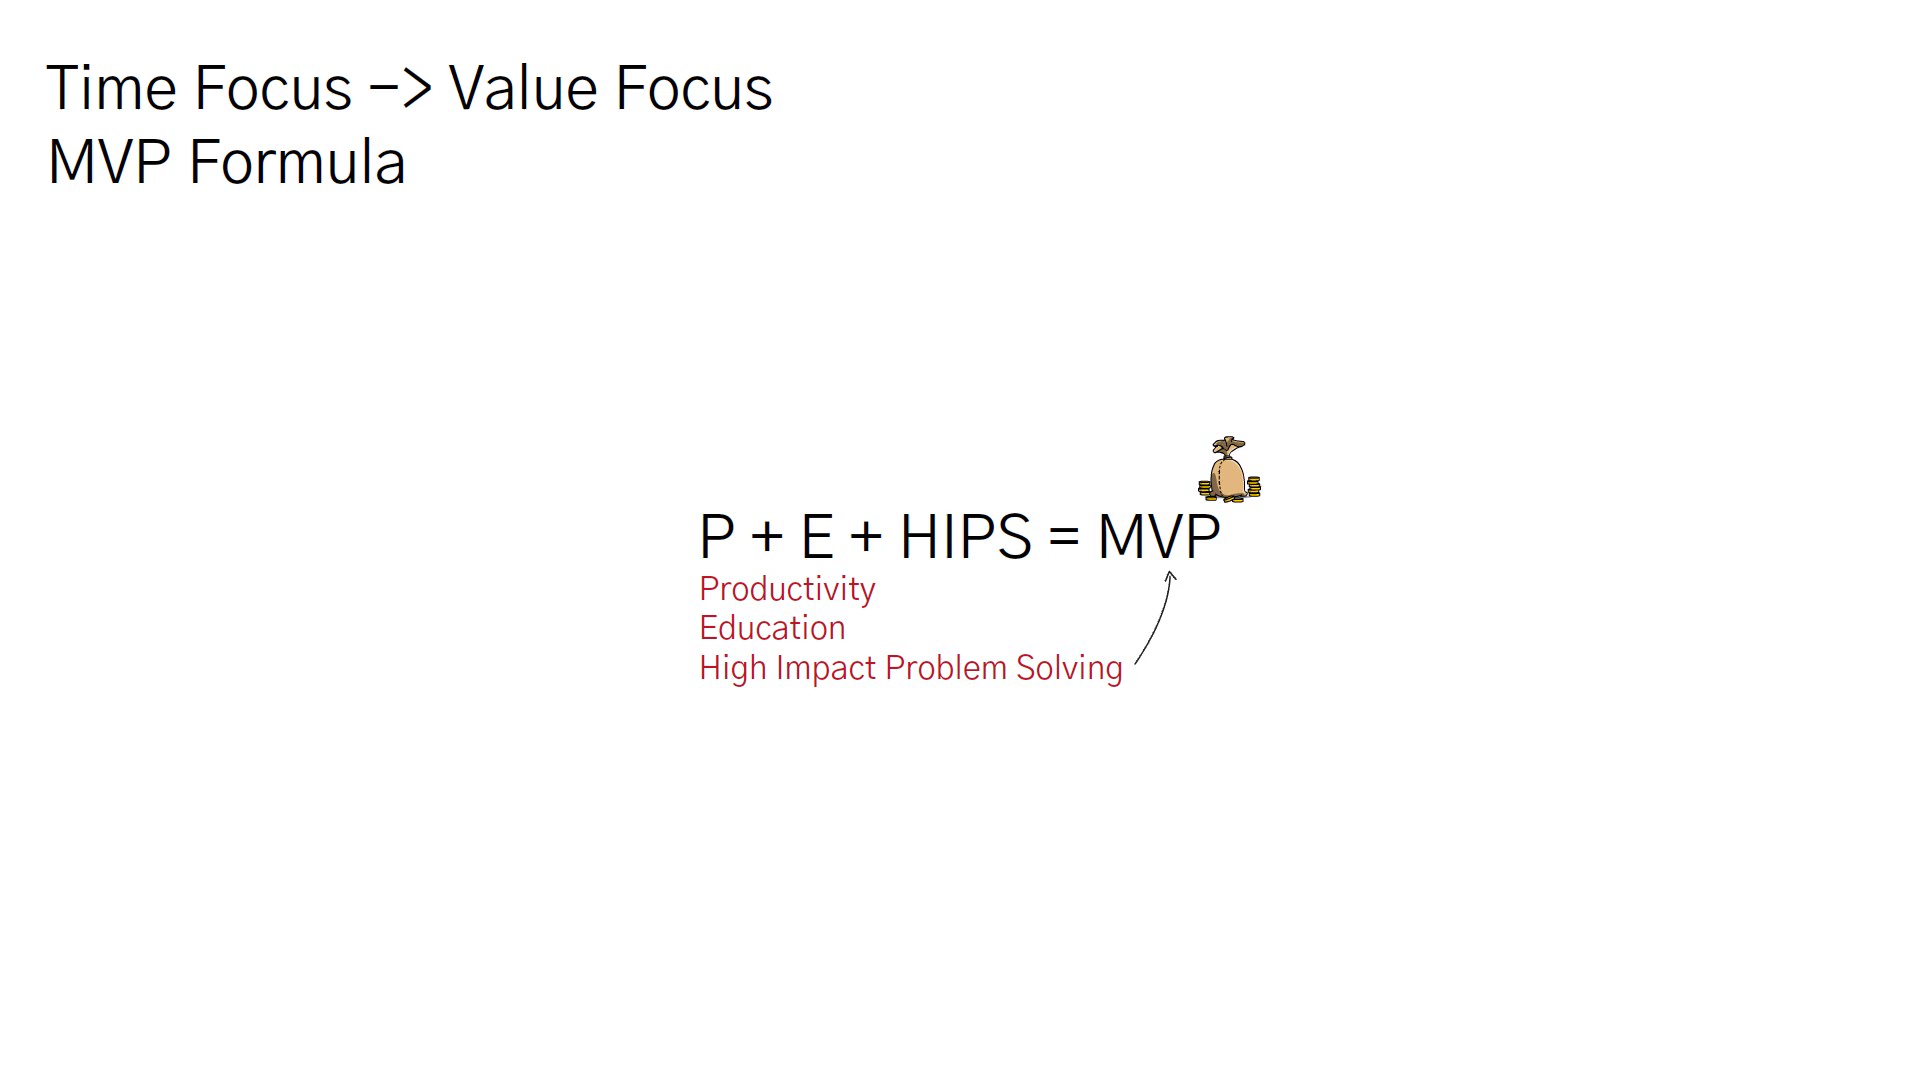 Time Focus -> Value Focus
MVP Formula
P + E + HIPS = MVP
Productivity
Education
High Impact Problem Solving